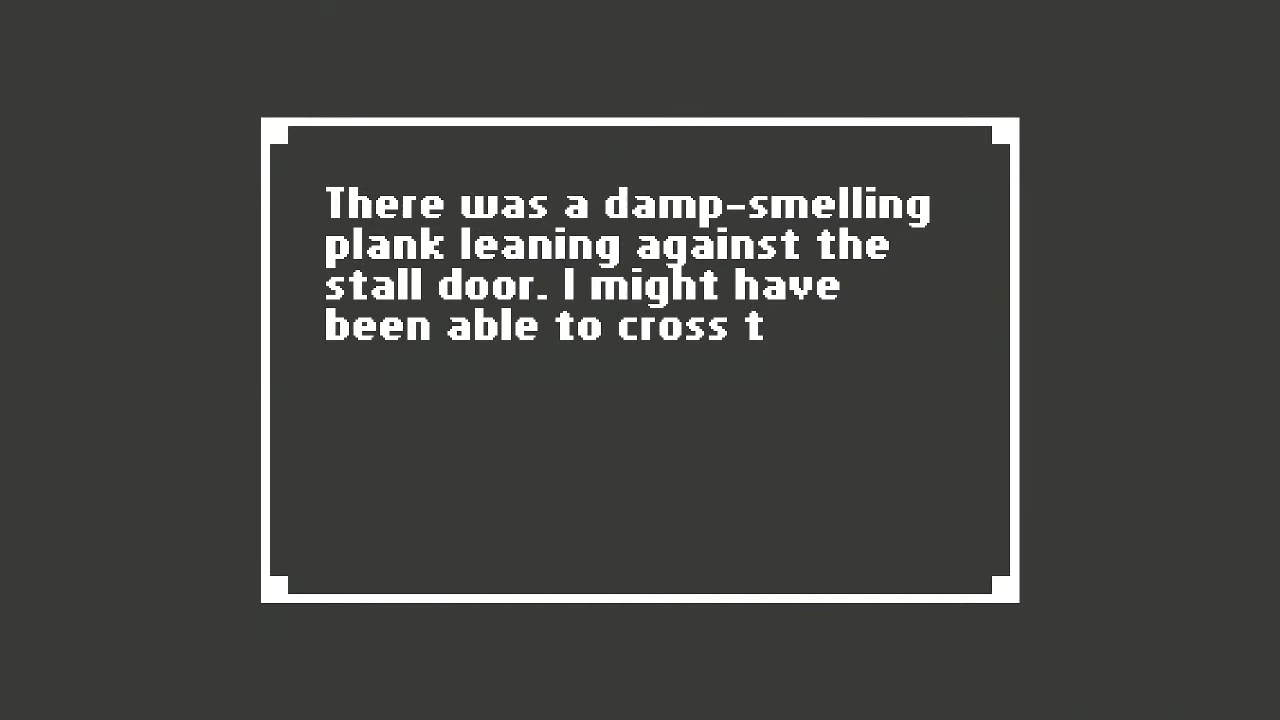 There was a damp-smelling
plank leaning against the
stall door. I might have
been able to cross t